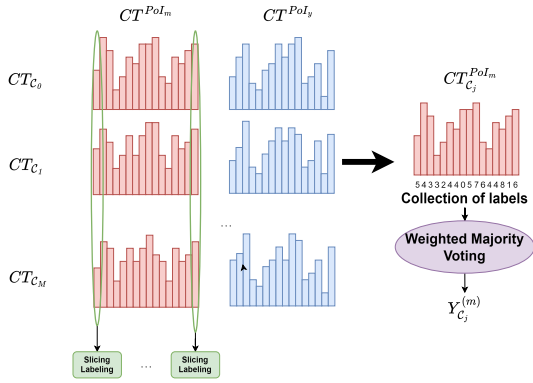 CT^{PoI_m} CT^{PoI_y}
CT_{C_0}
CT_{C_1}
CT_{C_M}
...
Slicing
Labeling
...
Slicing
Labeling
CT_{C_j}^{PoI_m}
5 4 3 3 2 4 4 0 5 7 6 4 4 8 1 6
Collection of labels
Weighted Majority
Voting
Y_{C_j}^{(m)}